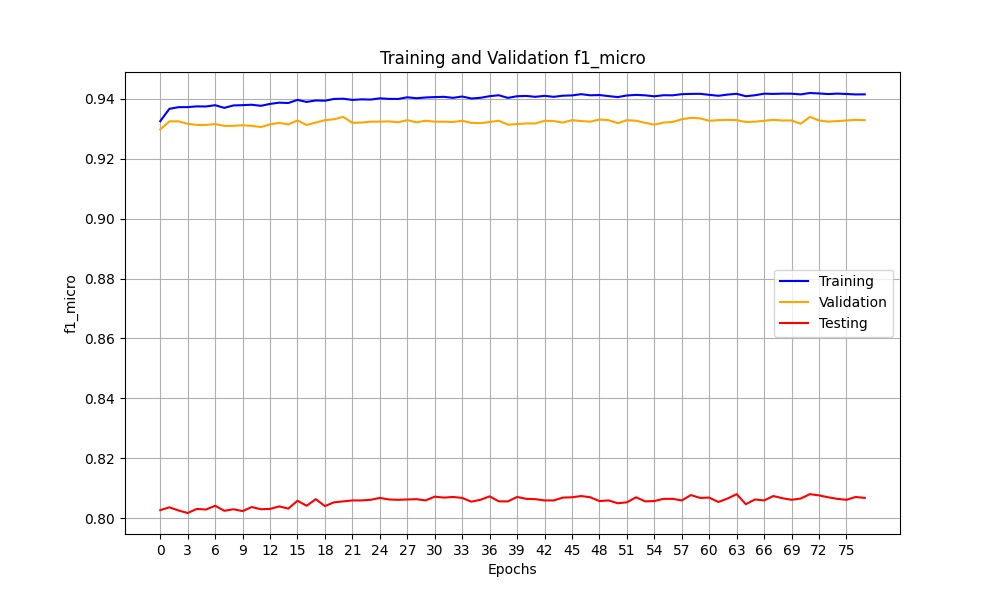 Training and Validation f1_micro
f1_micro
0.94
0.92
0.90
0.88
0.86
0.84
0.82
0.80
Training
Validation
Testing
0 3 6 9 12 15 18 21 24 27 30 33 36 39 42 45 48 51 54 57 60 63 66 69 72 75
Epochs